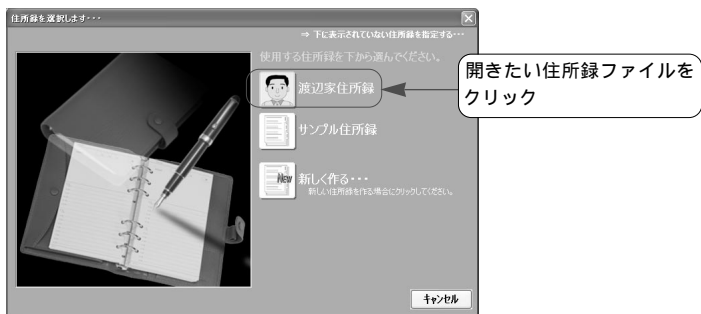 住所録を選択します・・・
⇒ 下に表示されていない住所録を指定する・・・
使用する住所録を下から選んでください。
渡辺家住所録
開きたい住所録ファイルを
クリック
サンプル住所録
New
新しく作る・・・
新しい住所録を作る場合にクリックしてください。
キャンセル